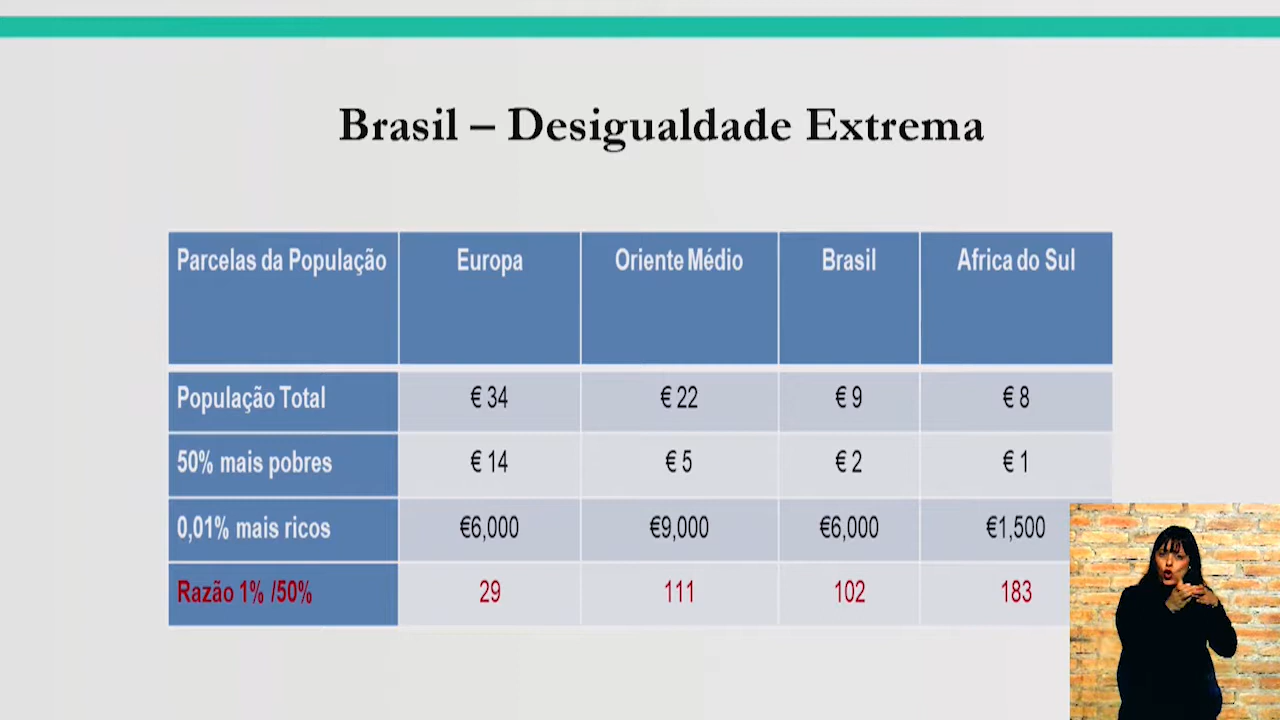 Brasil – Desigualdade Extrema
Parcelas da População Europa Oriente Médio Brasil Africa do Sul
População Total € 34 € 22 € 9 € 8
50% mais pobres € 14 € 5 € 2 € 1
0,01% mais ricos €6,000 €9,000 €6,000 €1,500
Razão 1% /50% 29 111 102 183